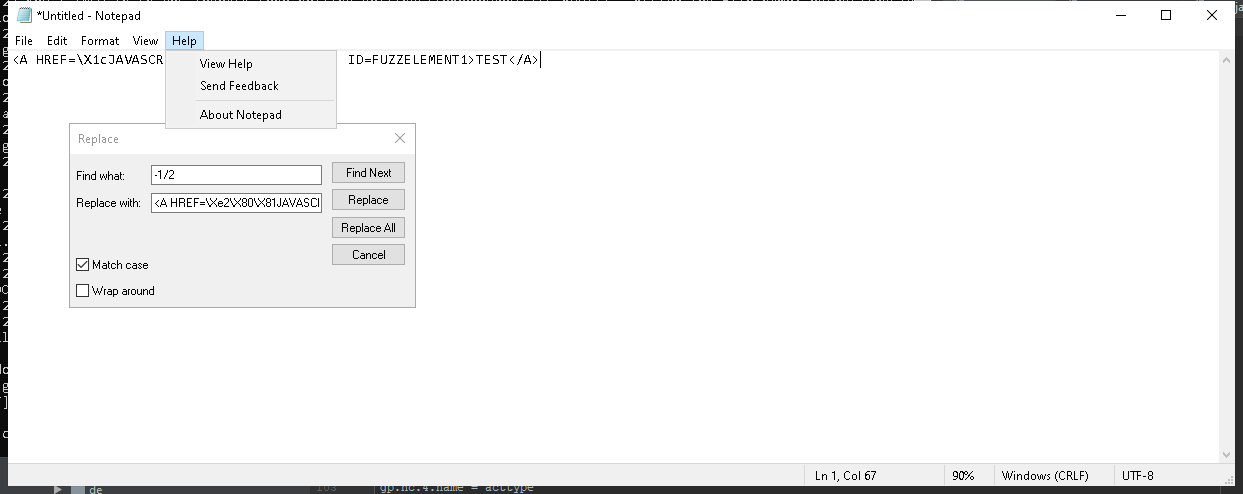 *Untitled - Notepad
File Edit Format View Help
<A HREF=\X1cJAVASCR ID=FUZZELEMENT1>TEST</A>
View Help
Send Feedback
About Notepad
Replace
Find what: -1/2 Find Next
Replace with: <A HREF=\Xe2\X80\X81JAVASCI Replace
Replace All
Cancel
Match case
Wrap around
Ln 1, Col 67 90% Windows (CRLF) UTF-8
de gp.nc.4.name = acctype